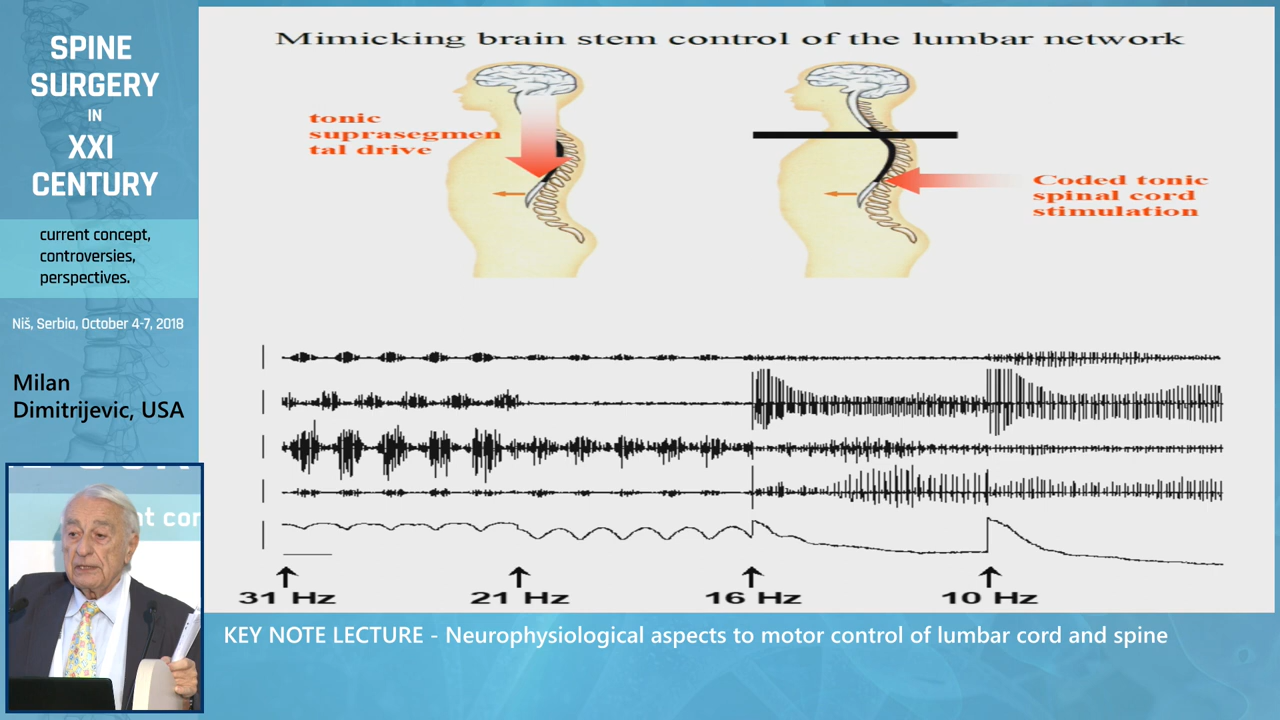 SPINE
SURGERY
IN
XXI
CENTURY
current concept,
controversies,
perspectives.
Niš, Serbia, October 4-7, 2018
Milan
Dimitrijevic, USA
Mimicking brain stem control of the lumbar network
tonic
suprasegmen
tal drive
Coded tonic
spinal cord
stimulation
31 Hz
21 Hz
16 Hz
10 Hz
KEY NOTE LECTURE - Neurophysiological aspects to motor control of lumbar cord and spine